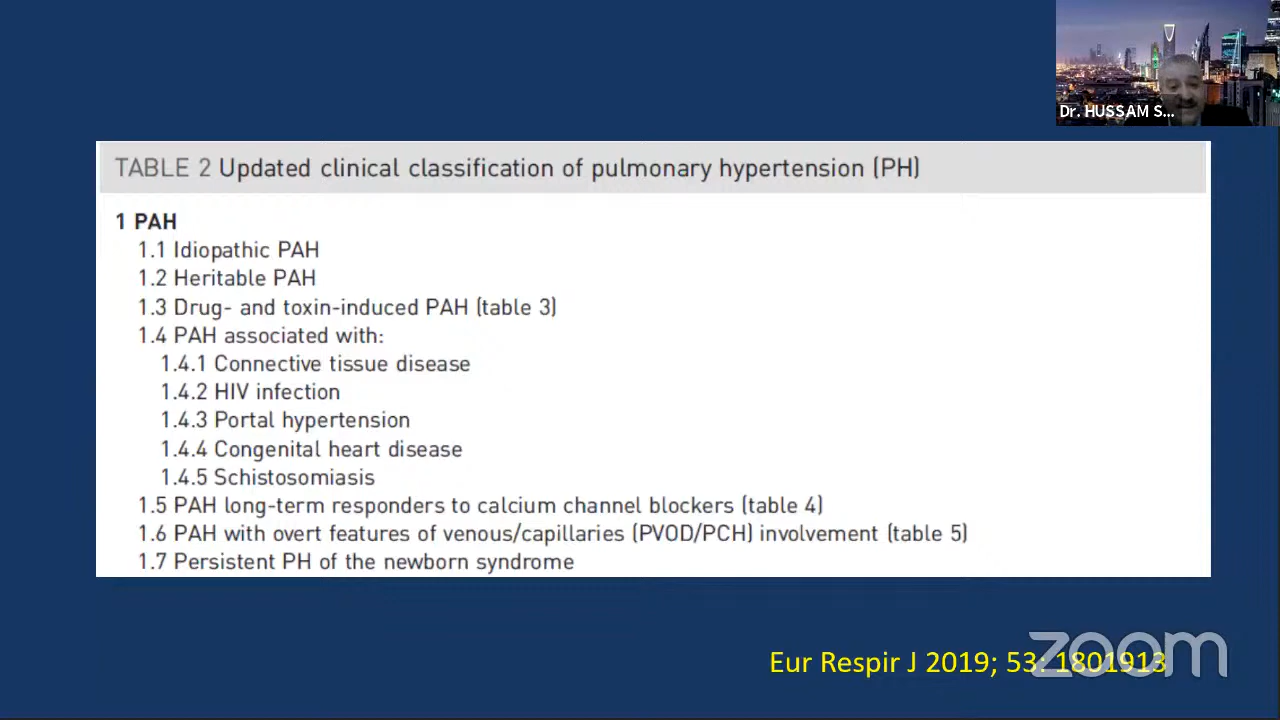 Dr. HUSSAM S...
TABLE 2 Updated clinical classification of pulmonary hypertension (PH)
1 PAH
1.1 Idiopathic PAH
1.2 Heritable PAH
1.3 Drug- and toxin-induced PAH (table 3)
1.4 PAH associated with:
1.4.1 Connective tissue disease
1.4.2 HIV infection
1.4.3 Portal hypertension
1.4.4 Congenital heart disease
1.4.5 Schistosomiasis
1.5 PAH long-term responders to calcium channel blockers (table 4)
1.6 PAH with overt features of venous/capillaries (PVOD/PCH) involvement (table 5)
1.7 Persistent PH of the newborn syndrome
Eur Respir J 2019; 53: 1801913
zoom